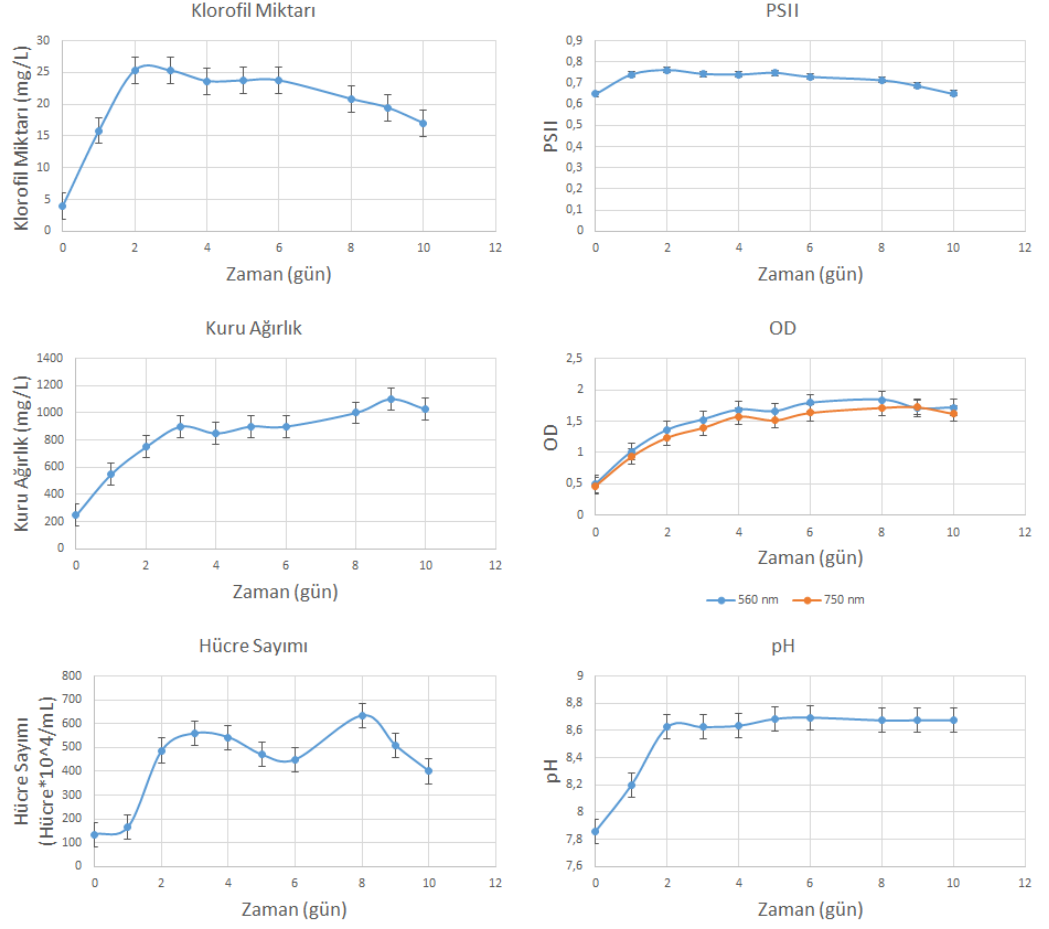 Klorofil Miktarı
Klorofil Miktarı (mg/L)
30
25
20
15
10
5
0
0 2 4 6 8 10 12
Zaman (gün)
PSII
PSII
0,9
0,8
0,7
0,6
0,5
0,4
0,3
0,2
0,1
0
0 2 4 6 8 10 12
Zaman (gün)
Kuru Ağırlık
Kuru Ağırlık (mg/L)
1400
1200
1000
800
600
400
200
0
0 2 4 6 8 10 12
Zaman (gün)
OD
OD
2,5
2
1,5
1
0,5
0
0 2 4 6 8 10 12
Zaman (gün)
560 nm 750 nm
Hücre Sayımı
Hücre Sayımı
(Hücre*10^4/mL)
800
700
600
500
400
300
200
100
0
0 2 4 6 8 10 12
Zaman (gün)
pH
pH
9
8,8
8,6
8,4
8,2
8
7,8
7,6
0 2 4 6 8 10 12
Zaman (gün)